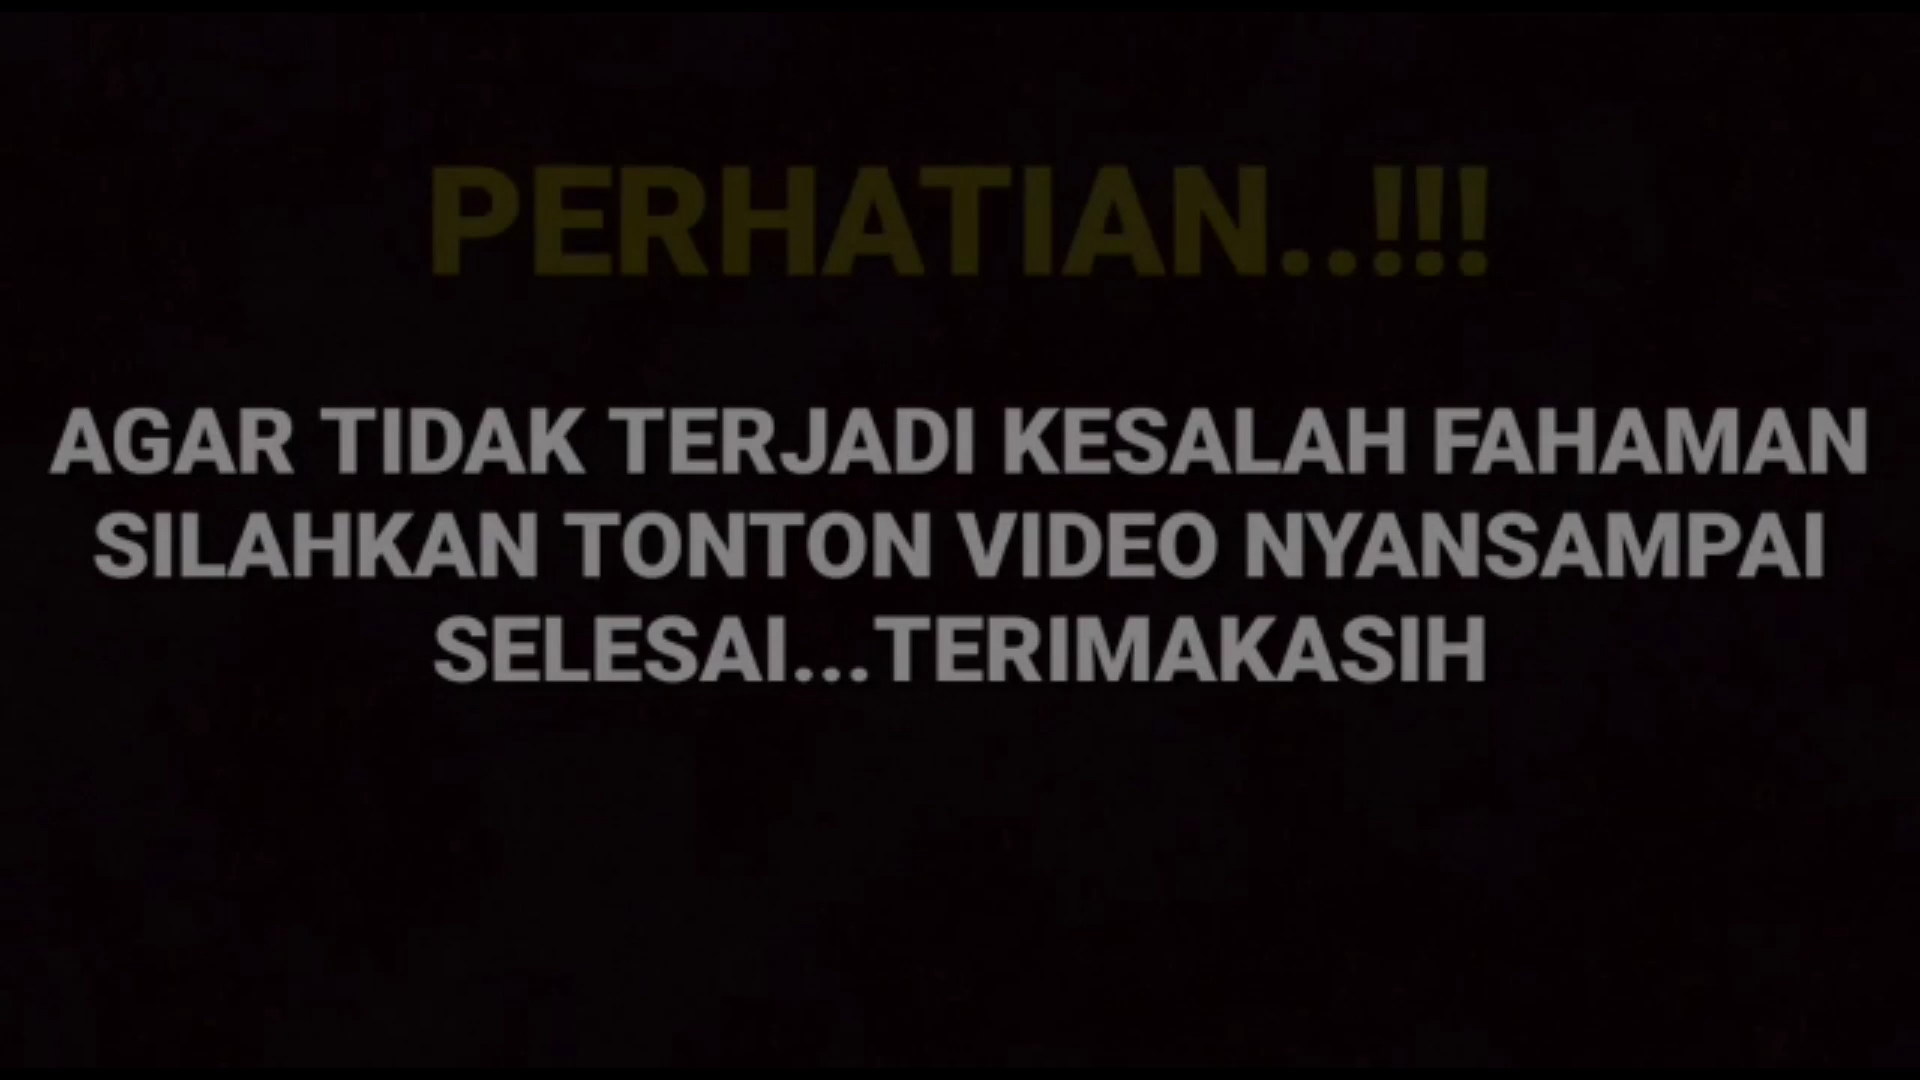 PERHATIAN..!!!
AGAR TIDAK TERJADI KESALAH FAHAMAN
SILAHKAN TONTON VIDEO NYANSAMPAI
SELESAI...TERIMAKASIH